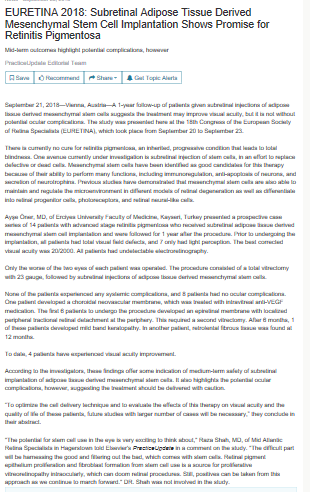 EURETINA 2018: Subretinal Adipose Tissue Derived
Mesenchymal Stem Cell Implantation Shows Promise for
Retinitis Pigmentosa
Mid-term outcomes highlight potential complications, however
PracticeUpdate Editorial Team
Save Recommend Share Get Topic Alerts
September 21, 2018—Vienna, Austria—A 1-year follow-up of patients given subretinal injections of adipose
tissue derived mesenchymal stem cells suggests the treatment may improve visual acuity, but it is not without
potential ocular complications. The study was presented here at the 18th Congress of the European Society
of Retina Specialists (EURETINA), which took place from September 20 to September 23.
There is currently no cure for retinitis pigmentosa, an inherited, progressive condition that leads to total
blindness. One avenue currently under investigation is subretinal injection of stem cells, in an effort to replace
defective or dead cells. Mesenchymal stem cells have been identified as good candidates for this therapy
because of their ability to perform many functions, including immunoregulation, anti-apoptosis of neurons, and
secretion of neurotrophins. Previous studies have demonstrated that mesenchymal stem cells are also able to
maintain and regulate the microenvironment in different models of retinal degeneration as well as differentiate
into retinal progenitor cells, photoreceptors, and retinal neural-like cells.
Ayşe Öner, MD, of Erciyes University Faculty of Medicine, Kayseri, Turkey presented a prospective case
series of 14 patients with advanced stage retinitis pigmentosa who received subretinal adipose tissue derived
mesenchymal stem cell implantation and were followed for 1 year after the procedure. Prior to undergoing the
implantation, all patients had total visual field defects, and 7 only had light perception. The best corrected
visual acuity was 20/2000. All patients had undetectable electroretinography.
Only the worse of the two eyes of each patient was operated. The procedure consisted of a total vitrectomy
with 23 gauge, followed by subretinal injections of adipose tissue derived mesenchymal stem cells.
None of the patients experienced any systemic complications, and 8 patients had no ocular complications.
One patient developed a choroidal neovascular membrane, which was treated with intravitreal anti-VEGF
medication. The first 6 patients to undergo the procedure developed an epiretinal membrane with localized
peripheral tractional retinal detachment at the periphery. This required a second vitrectomy. After 6 months, 1
of these patients developed mild band keratopathy. In another patient, retrolental fibrous tissue was found at
12 months.
To date, 4 patients have experienced visual acuity improvement.
According to the investigators, these findings offer some indication of medium-term safety of subretinal
implantation of adipose tissue derived mesenchymal stem cells. It also highlights the potential ocular
complications, however, suggesting the treatment should be delivered with caution.
"To optimize the cell delivery technique and to evaluate the effects of this therapy on visual acuity and the
quality of life of these patients, future studies with larger number of cases will be necessary," they conclude in
their abstract.
"The potential for stem cell use in the eye is very exciting to think about," Raza Shah, MD, of Mid Atlantic
Retina Specialists in Hagerstown told Elsevier's PracticeUpdate in a comment on the study. "The difficult part
will be harnessing the good and filtering out the bad, which comes with stem cells. Retinal pigment
epithelium proliferation and fibroblast formation from stem cell use is a source for proliferative
vitreoretinopathy intraocularly, which can doom retinal procedures. Still, positives can be taken from this
approach as we continue to march forward." DR. Shah was not involved in the study.